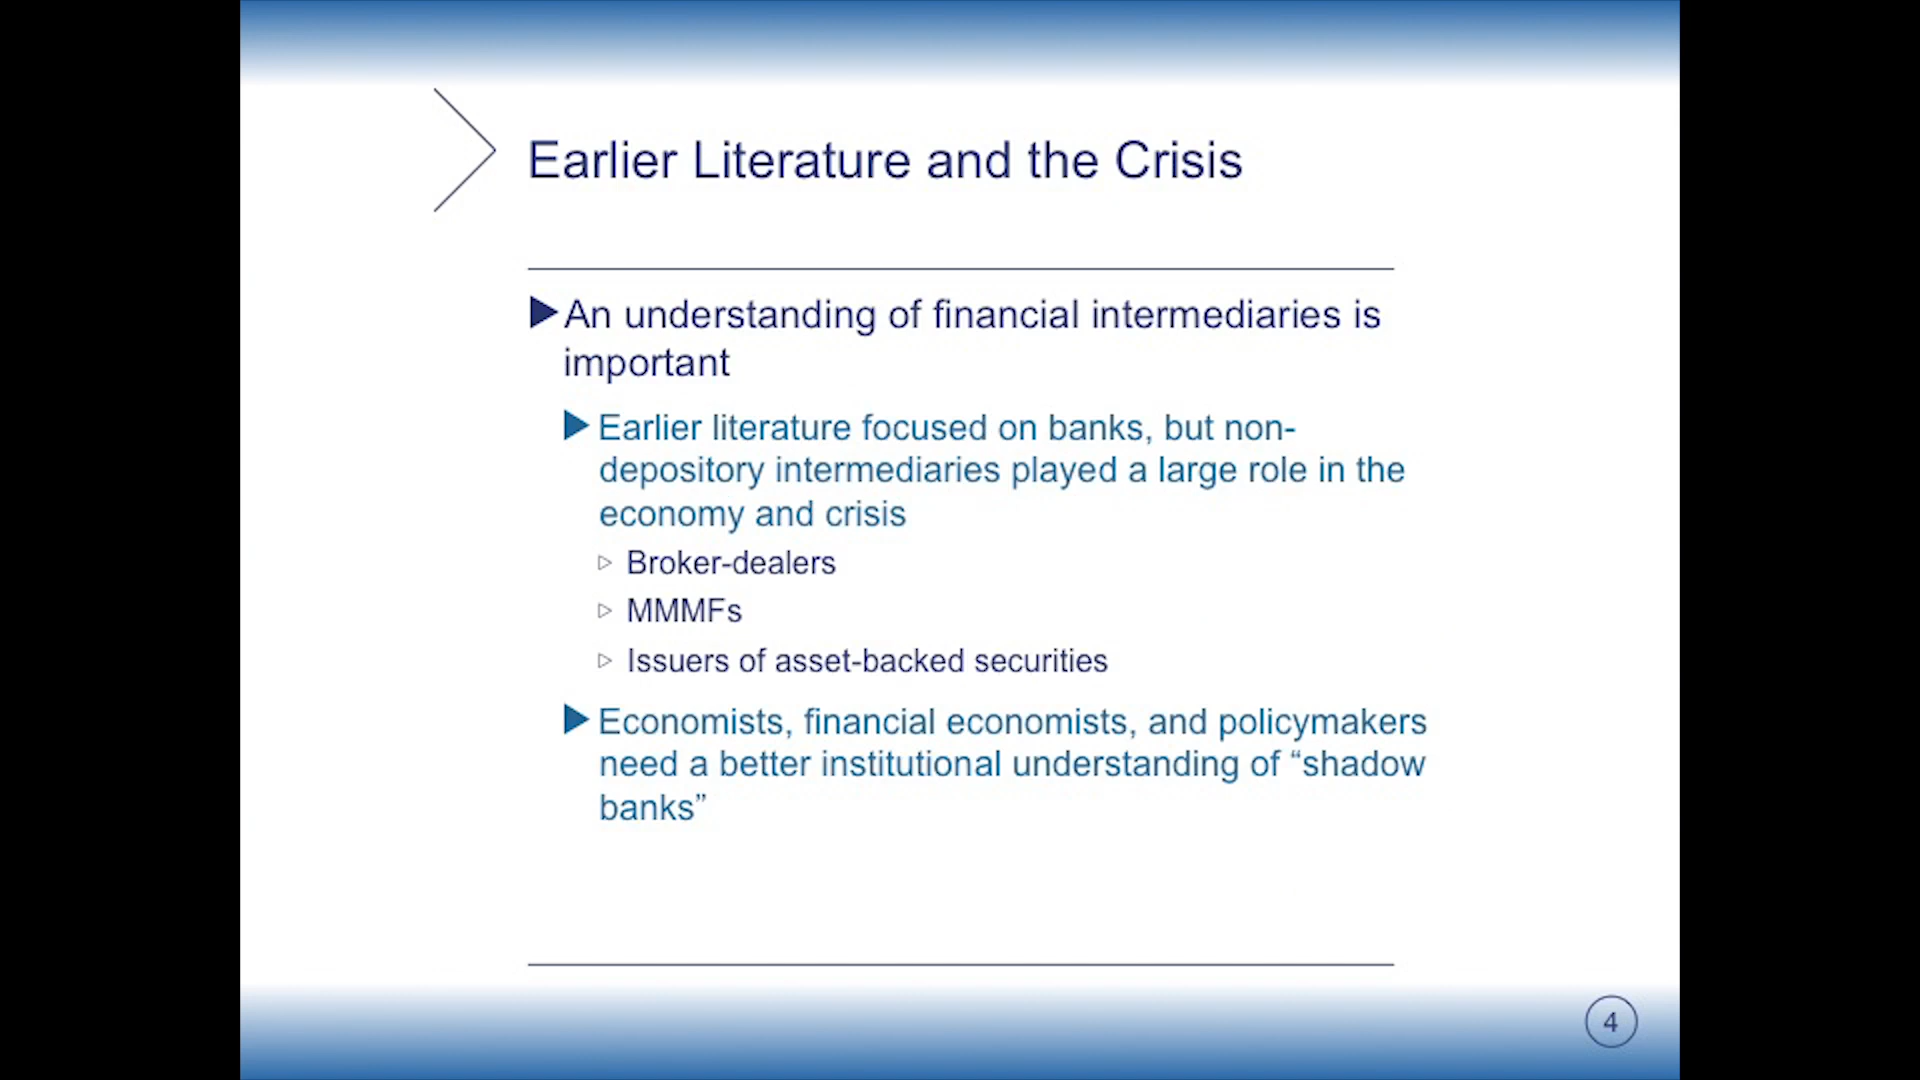 Earlier Literature and the Crisis
An understanding of financial intermediaries is
important
Earlier literature focused on banks, but non-
depository intermediaries played a large role in the
economy and crisis
Broker-dealers
MMMFs
Issuers of asset-backed securities
Economists, financial economists, and policymakers
need a better institutional understanding of “shadow
banks”
4